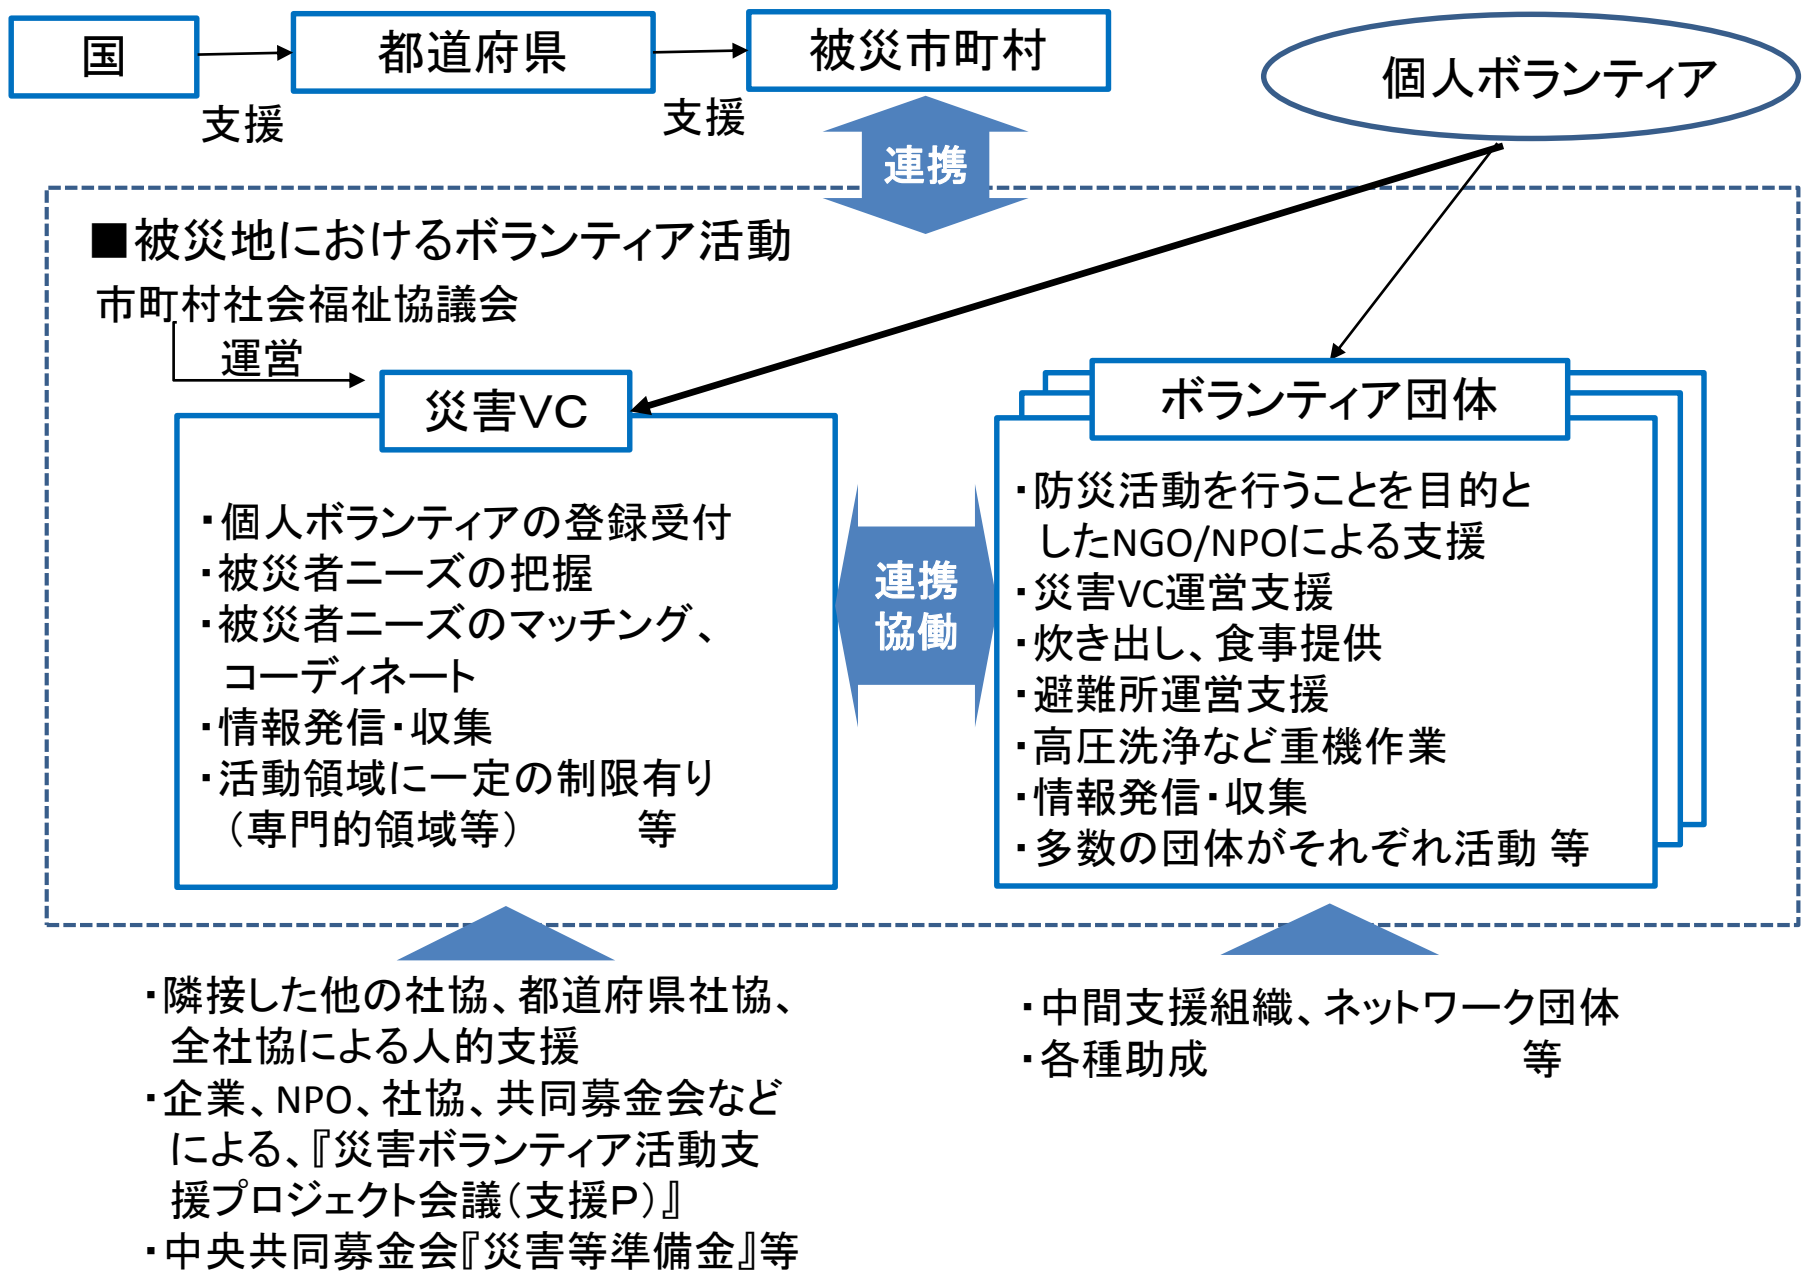 国
都道府県
被災市町村
個人ボランティア
支援
支援
連携
■被災地におけるボランティア活動
市町村社会福祉協議会
運営
災害VC
・個人ボランティアの登録受付
・被災者ニーズの把握
・被災者ニーズのマッチング、
コーディネート
・情報発信・収集
・活動領域に一定の制限有り
（専門的領域等） 等
連携
協働
ボランティア団体
・防災活動を行うことを目的と
したNGO/NPOによる支援
・災害VC運営支援
・炊き出し、食事提供
・避難所運営支援
・高圧洗浄など重機作業
・情報発信・収集
・多数の団体がそれぞれ活動 等
・隣接した他の社協、都道府県社協、
全社協による人的支援
・企業、NPO、社協、共同募金会など
による、『災害ボランティア活動支
援プロジェクト会議（支援P）』
・中央共同募金会『災害等準備金』等
・中間支援組織、ネットワーク団体
・各種助成 等